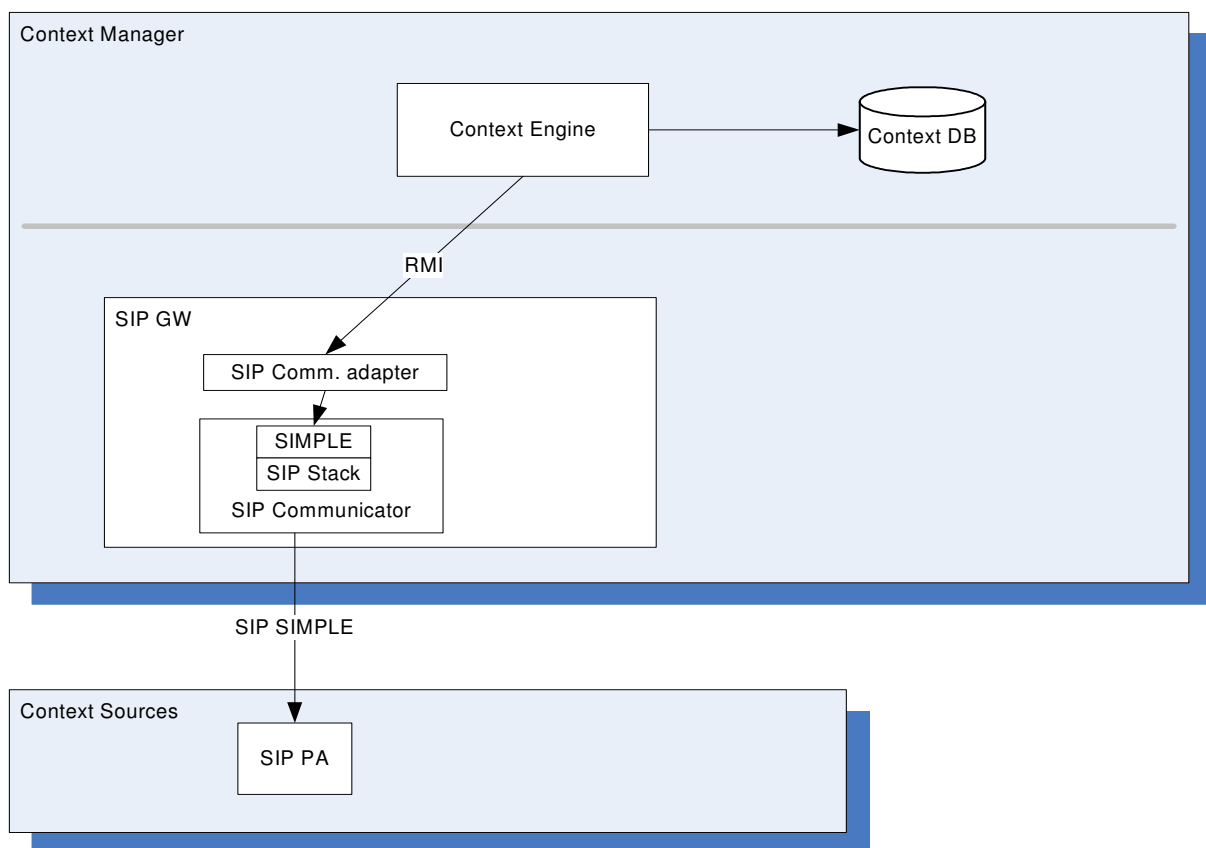 Context Manager
Context Engine
Context DB
RMI
SIP GW
SIP Comm. adapter
SIMPLE
SIP Stack
SIP Communicator
SIP SIMPLE
Context Sources
SIP PA